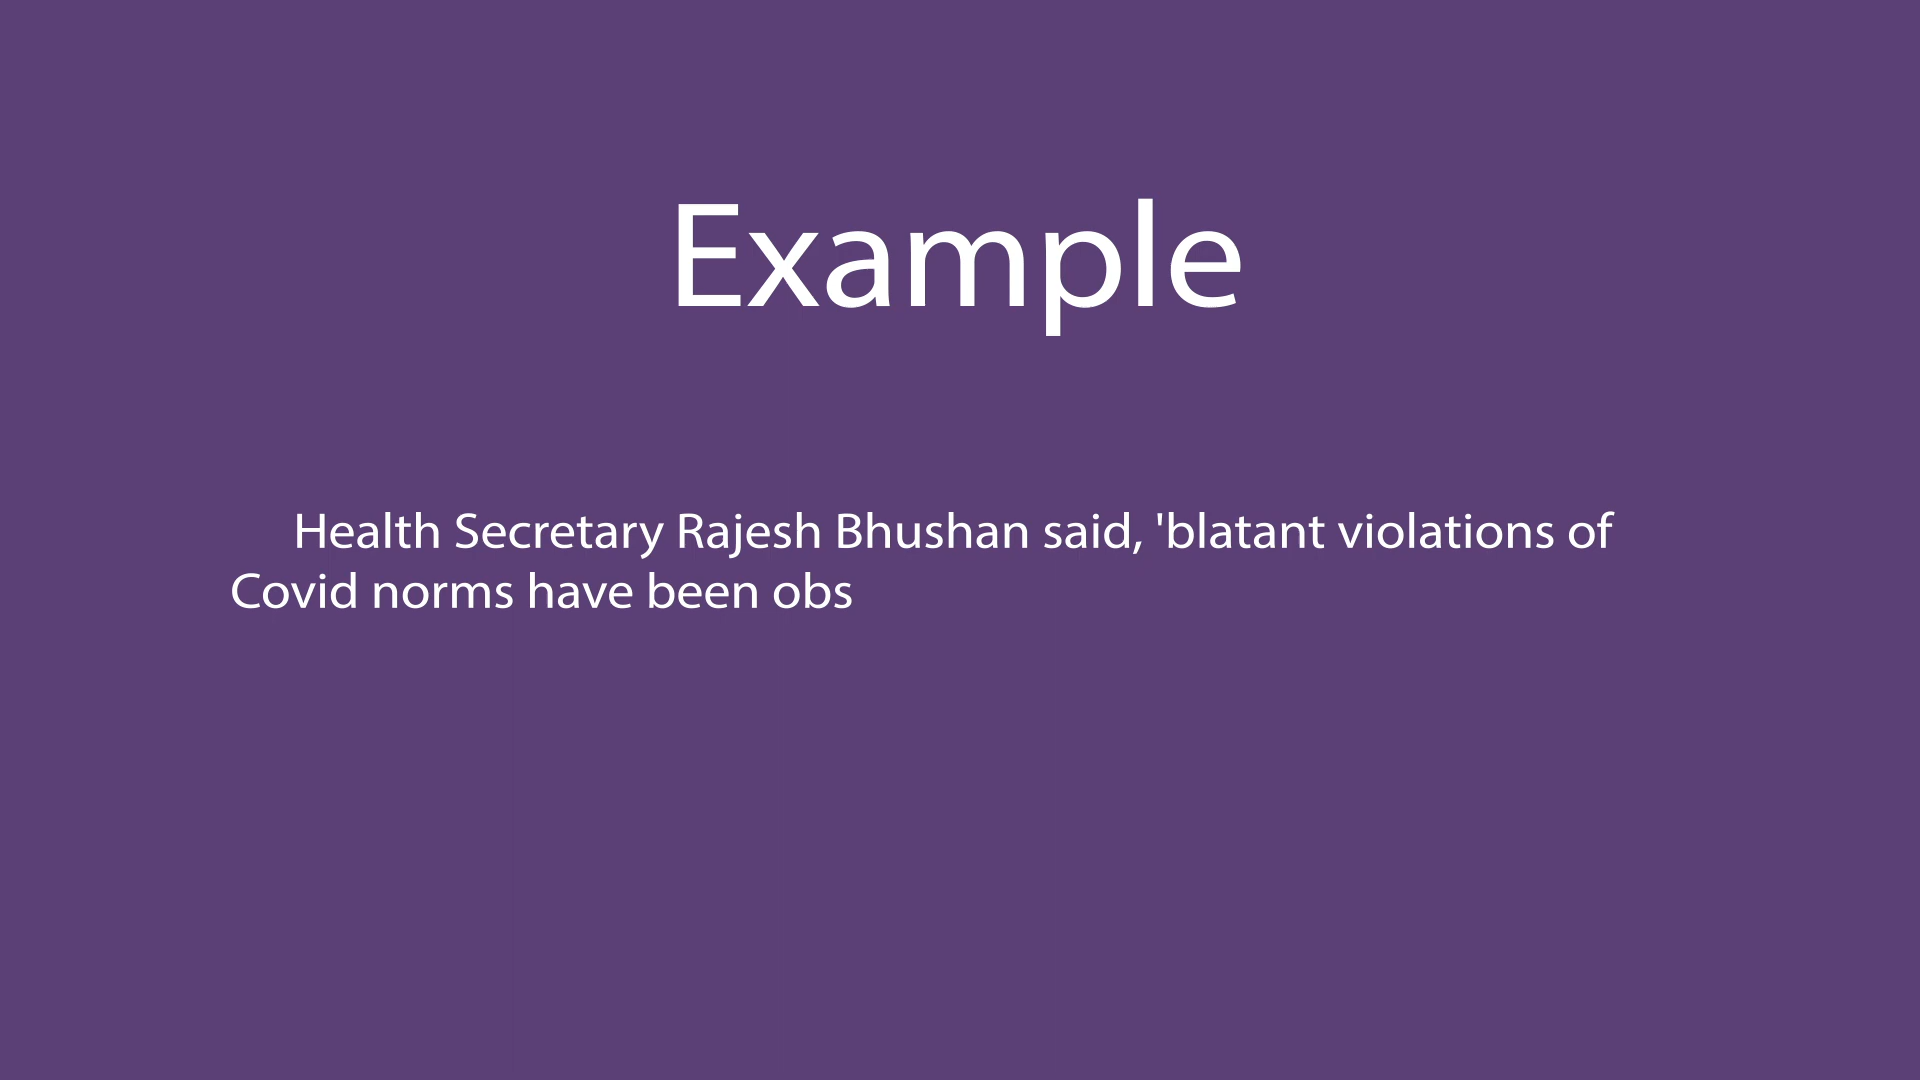 Example
Health Secretary Rajesh Bhushan said, 'blatant violations of
Covid norms have been obs